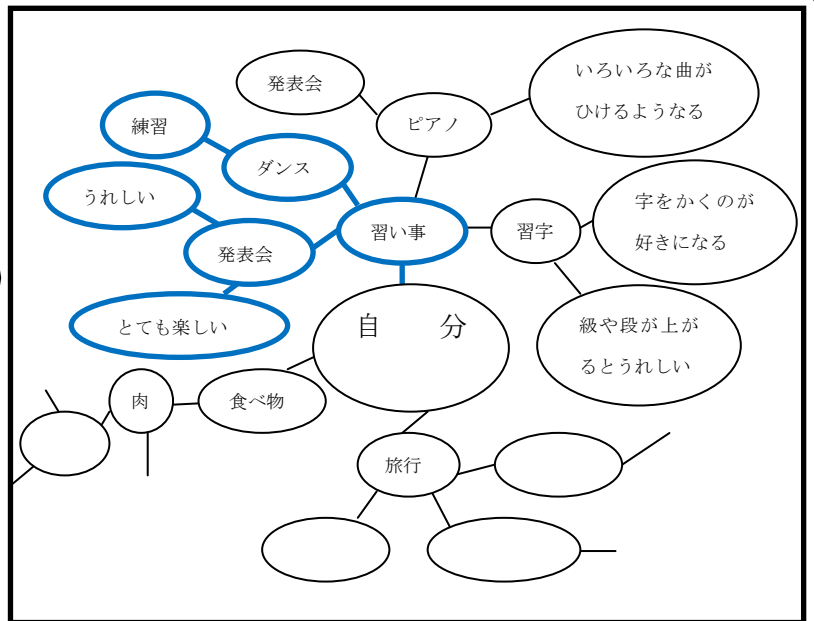 発表会
いろいろな曲が
ひけるようなる
練習
ピアノ
ダンス
うれしい
字をかくのが
好きになる
習い事
習字
発表会
とても楽しい
自 分
級や段が上が
るとうれしい
肉
食べ物
旅行